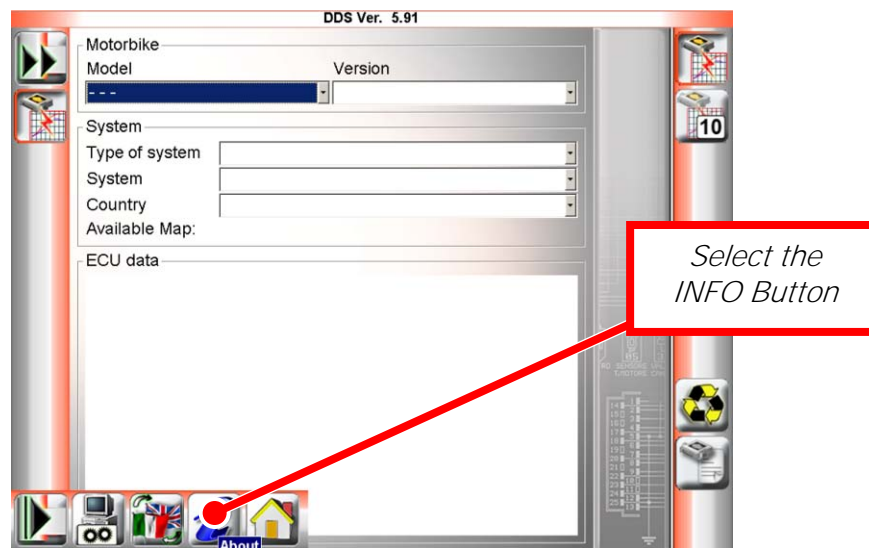 DDS Ver. 5.91
Motorbike
Model Version
- - -
System
Type of system
System
Country
Available Map:
ECU data
10
Select the
INFO Button
About